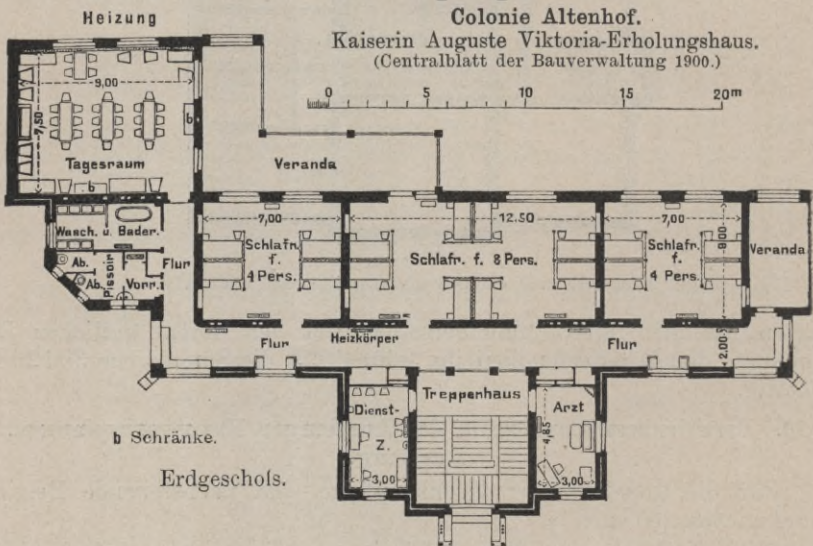 Heizung
Colonie Altenhof.
Kaiserin Auguste Viktoria-Erholungshaus.
(Centralblatt der Bauverwaltung 1900.)
0 5 10 15 20m
9,00
7,50
b
Tagesraum
b
Veranda
Wasch. u. Bader.
Ab.
Ab.
Pissoir
Vorr.
Flur
7,00
Schlafr.
f.
4 Pers.
12.50
Schlafr. f. 8 Pers.
7,00
Schlafr.
f.
4 Pers.
8,00
Veranda
Flur
Heizkörper
Flur
2,00
Dienst-
Z.
3,00
Treppenhaus
Arzt
4,85
3,00
b Schränke.
Erdgeschofs.